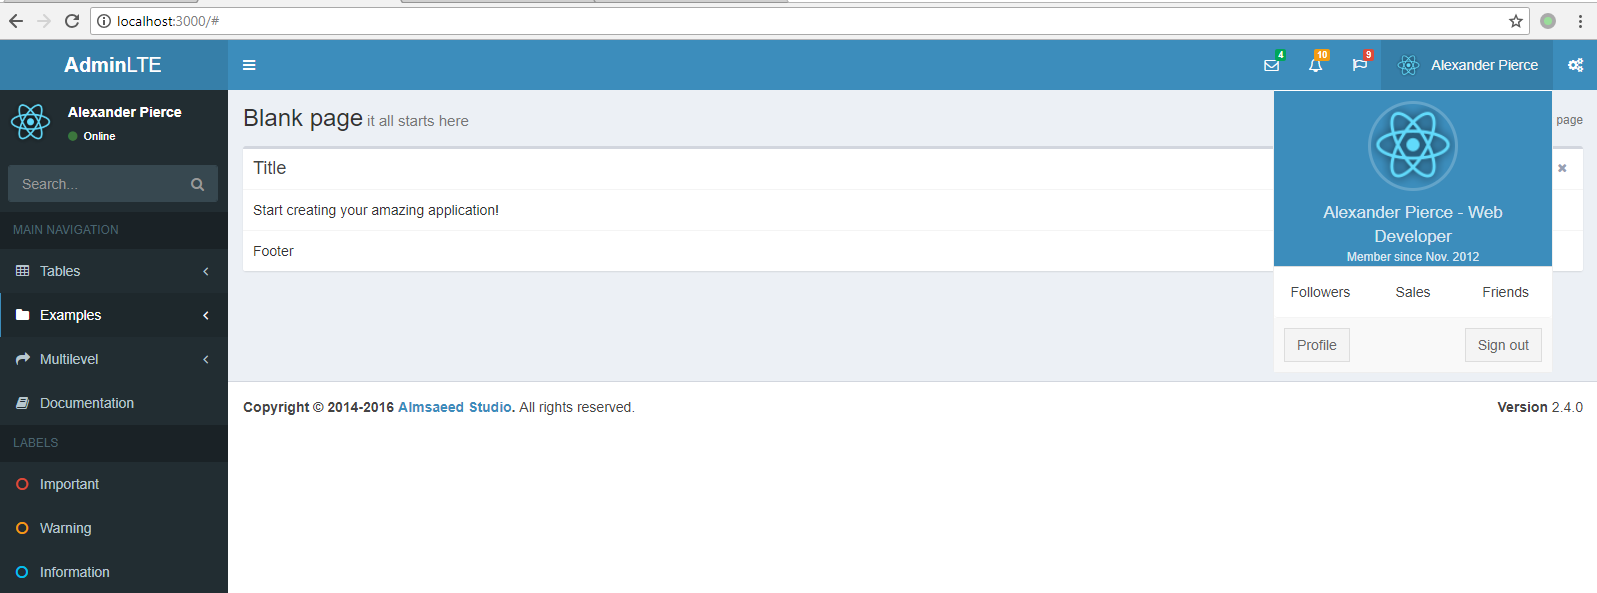 localhost:3000/#
AdminLTE
4
10
9
Alexander Pierce
Alexander Pierce
Online
Search...
MAIN NAVIGATION
Tables
Examples
Multilevel
Documentation
LABELS
Important
Warning
Information
Blank page it all starts here
page
Title
Start creating your amazing application!
Footer
Alexander Pierce - Web
Developer
Member since Nov. 2012
Followers Sales Friends
Profile Sign out
Copyright © 2014-2016 Almsaeed Studio. All rights reserved.
Version 2.4.0